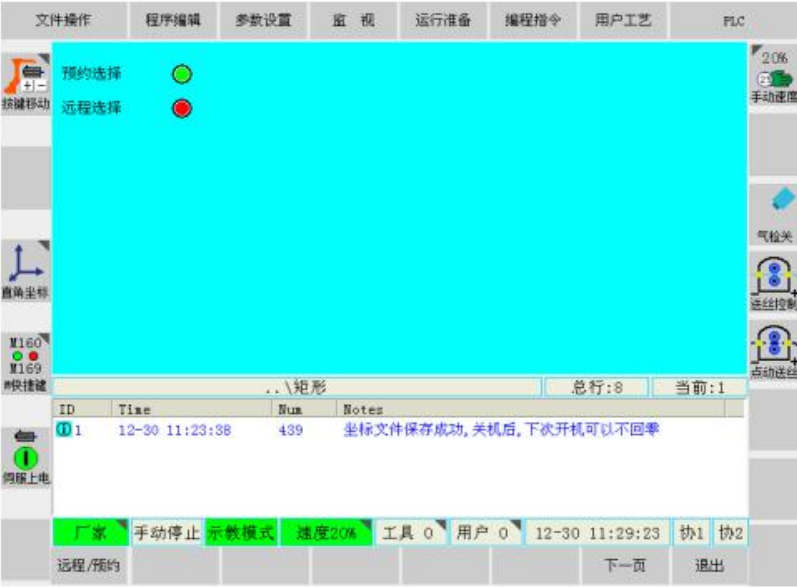 文件操作 程序编辑 参数设置 监 视 运行准备 编程指令 用户工艺 PLC
预约选择
远程选择
+ -
按键移动
20%
手动速度
气检关
直角坐标
送丝控制
M160
M169
M快捷键
点动送丝
..\矩形 总行:8 当前:1
ID Time Num Notes
1 12-30 11:23:38 439 坐标文件保存成功,关机后,下次开机可以不回零
伺服上电
厂家 手动停止 示教模式 速度20% 工具 0 用户 0 12-30 11:29:23 协1 协2
远程/预约 下一页 退出